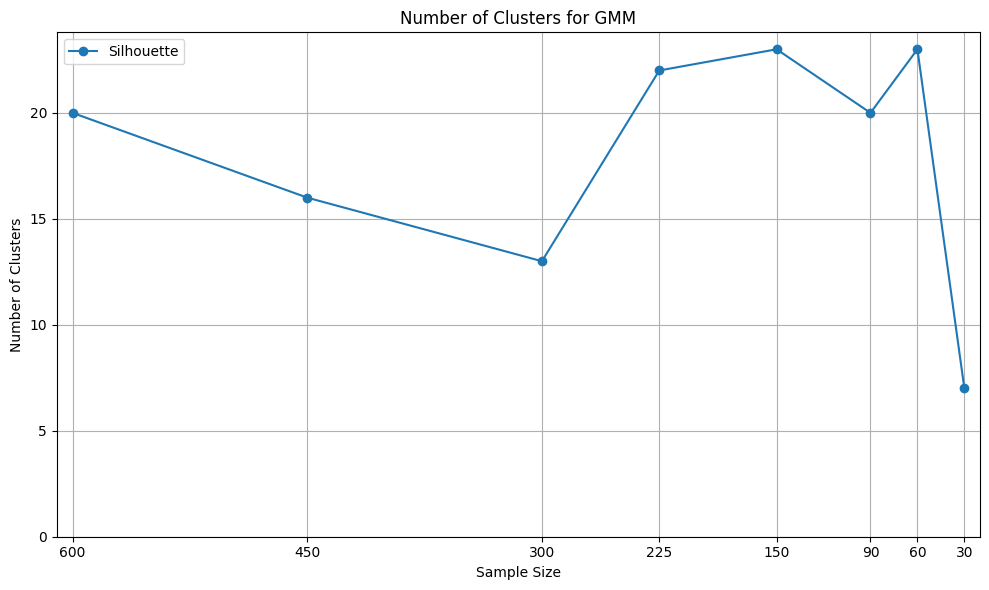 Number of Clusters for GMM
Silhouette
Number of Clusters
20
15
10
5
0
600 450 300 225 150 90 60 30
Sample Size